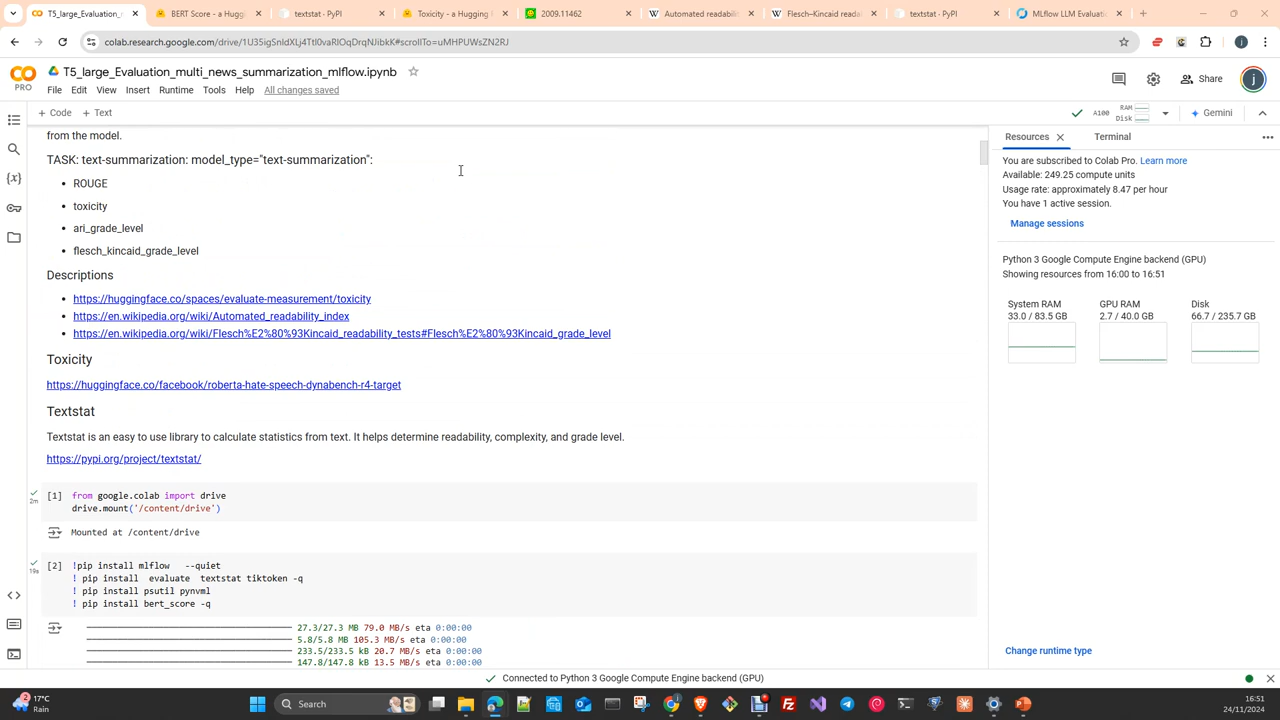 T5_large_Evaluation_multi_n
BERT Score - a Hugg
textstat · PyPI
Toxicity - a Hugging
2009.11462
Automated readabili
Flesch–Kincaid reada
textstat · PyPI
MLflow LLM Evaluati
colab.research.google.com/drive/1U35igSnldXLj4TtI0vaRlOqDrqNJibkK#scrollTo=uMHPUWsZN2RJ
PRO
T5_large_Evaluation_multi_news_summarization_mlflow.ipynb
File Edit View Insert Runtime Tools Help All changes saved
Share
+ Code + Text
A100 RAM Disk
Gemini
from the model.
TASK: text-summarization: model_type="text-summarization":
ROUGE
toxicity
ari_grade_level
flesch_kincaid_grade_level
Descriptions
https://huggingface.co/spaces/evaluate-measurement/toxicity
https://en.wikipedia.org/wiki/Automated_readability_index
https://en.wikipedia.org/wiki/Flesch%E2%80%93Kincaid_readability_tests#Flesch%E2%80%93Kincaid_grade_level
Toxicity
https://huggingface.co/facebook/roberta-hate-speech-dynabench-r4-target
Textstat
Textstat is an easy to use library to calculate statistics from text. It helps determine readability, complexity, and grade level.
https://pypi.org/project/textstat/
2m
[1] from google.colab import drive
drive.mount('/content/drive')
Mounted at /content/drive
19s
[2] !pip install mlflow --quiet
! pip install evaluate textstat tiktoken -q
! pip install psutil pynvml
! pip install bert_score -q
27.3/27.3 MB 79.0 MB/s eta 0:00:00
5.8/5.8 MB 105.3 MB/s eta 0:00:00
233.5/233.5 kB 20.7 MB/s eta 0:00:00
147.8/147.8 kB 13.5 MB/s eta 0:00:00
Resources
Terminal
You are subscribed to Colab Pro. Learn more
Available: 249.25 compute units
Usage rate: approximately 8.47 per hour
You have 1 active session.
Manage sessions
Python 3 Google Compute Engine backend (GPU)
Showing resources from 16:00 to 16:51
System RAM
33.0 / 83.5 GB
GPU RAM
2.7 / 40.0 GB
Disk
66.7 / 235.7 GB
Change runtime type
Connected to Python 3 Google Compute Engine backend (GPU)
17°C
Rain
Search
16:51
24/11/2024